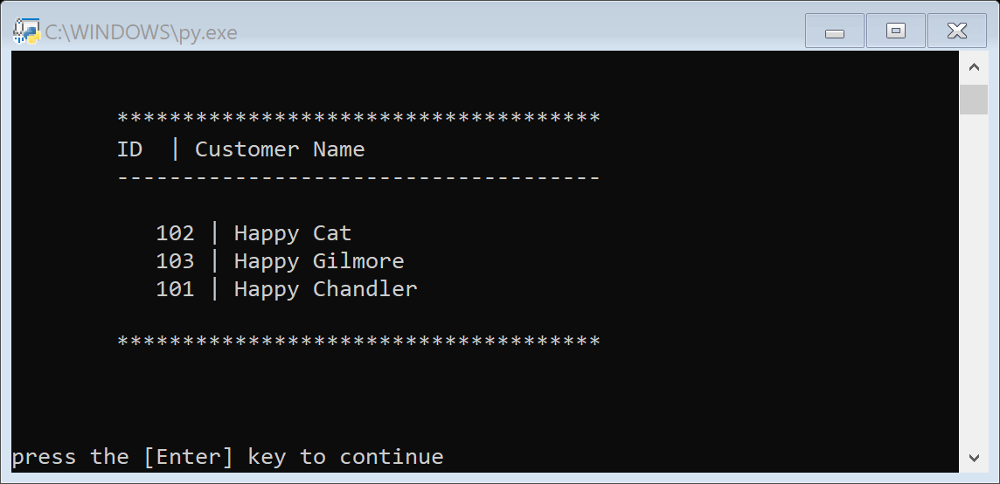 C:\WINDOWS\py.exe
*************************************
ID | Customer Name
-------------------------------------
102 | Happy Cat
103 | Happy Gilmore
101 | Happy Chandler
*************************************
press the [Enter] key to continue